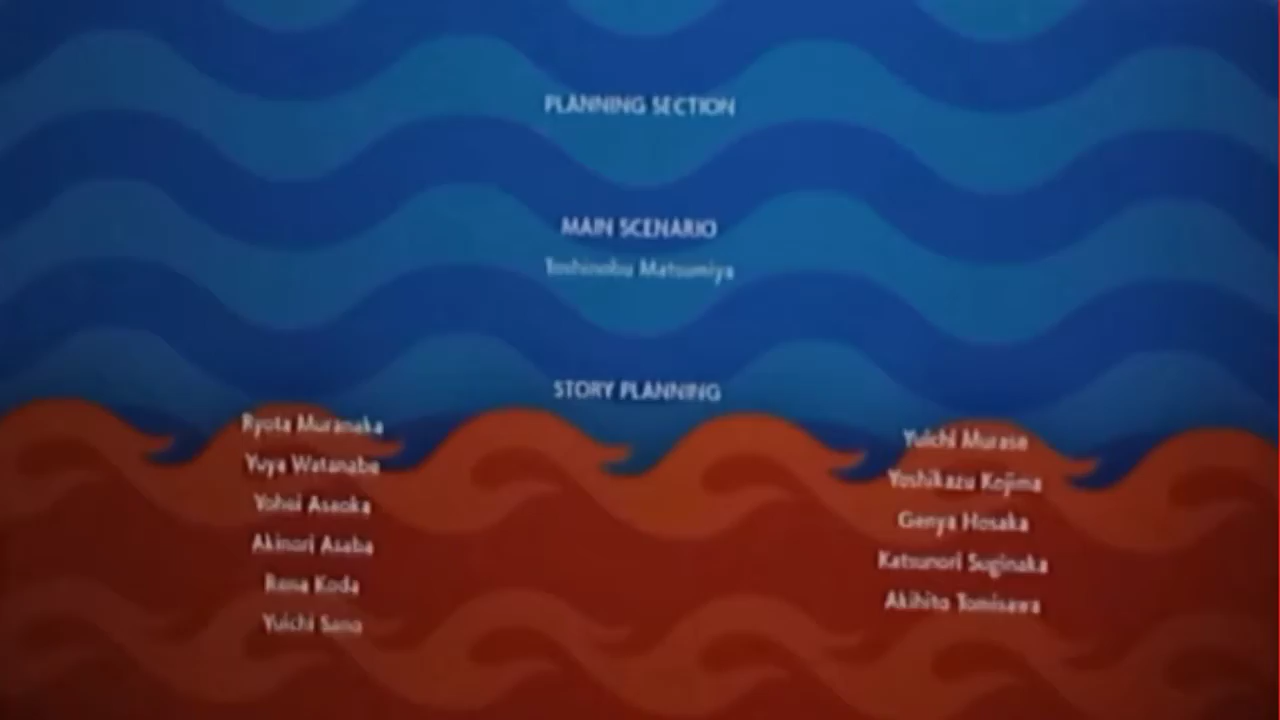 PLANNING SECTION
MAIN SCENARIO
Toshinobu Matsumiya
STORY PLANNING
Ryota Muranaka
Yuya Watanabe
Yohei Asaoka
Akinori Asaba
Rena Koda
Yuichi Sano
Yuichi Murase
Yoshikazu Kojima
Genya Hosaka
Katsunori Suginaka
Akihito Tomisawa